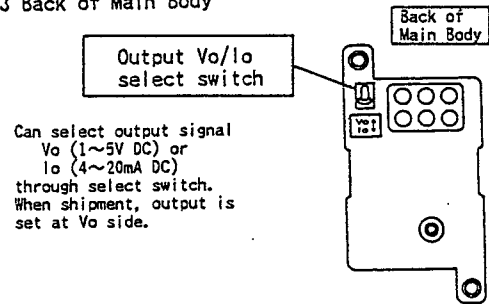 3 Back of Main Body
Back of
Main Body
Output Vo/Io
select switch
Vo↑
Io↓
Can select output signal
Vo (1～5V DC) or
Io (4～20mA DC)
through select switch.
When shipment, output is
set at Vo side.